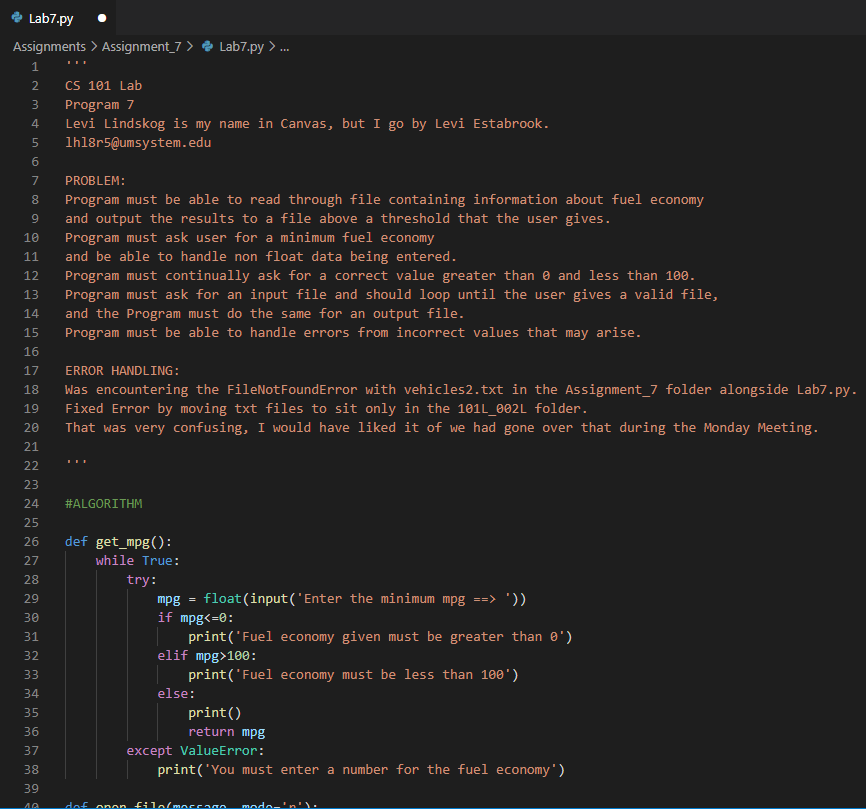 Lab7.py
Assignments > Assignment_7 > Lab7.py > ...
1 '''
2 CS 101 Lab
3 Program 7
4 Levi Lindskog is my name in Canvas, but I go by Levi Estabrook.
5 lhl8r5@umsystem.edu
6
7 PROBLEM:
8 Program must be able to read through file containing information about fuel economy
9 and output the results to a file above a threshold that the user gives.
10 Program must ask user for a minimum fuel economy
11 and be able to handle non float data being entered.
12 Program must continually ask for a correct value greater than 0 and less than 100.
13 Program must ask for an input file and should loop until the user gives a valid file,
14 and the Program must do the same for an output file.
15 Program must be able to handle errors from incorrect values that may arise.
16
17 ERROR HANDLING:
18 Was encountering the FileNotFoundError with vehicles2.txt in the Assignment_7 folder alongside Lab7.py.
19 Fixed Error by moving txt files to sit only in the 101L_002L folder.
20 That was very confusing, I would have liked it of we had gone over that during the Monday Meeting.
21
22 '''
23
24 #ALGORITHM
25
26 def get_mpg():
27     while True:
28         try:
29             mpg = float(input('Enter the minimum mpg ==> '))
30             if mpg<=0:
31                 print('Fuel economy given must be greater than 0')
32             elif mpg>100:
33                 print('Fuel economy must be less than 100')
34             else:
35                 print()
36                 return mpg
37         except ValueError:
38             print('You must enter a number for the fuel economy')
39
40 def open_file(message, mode='r'):